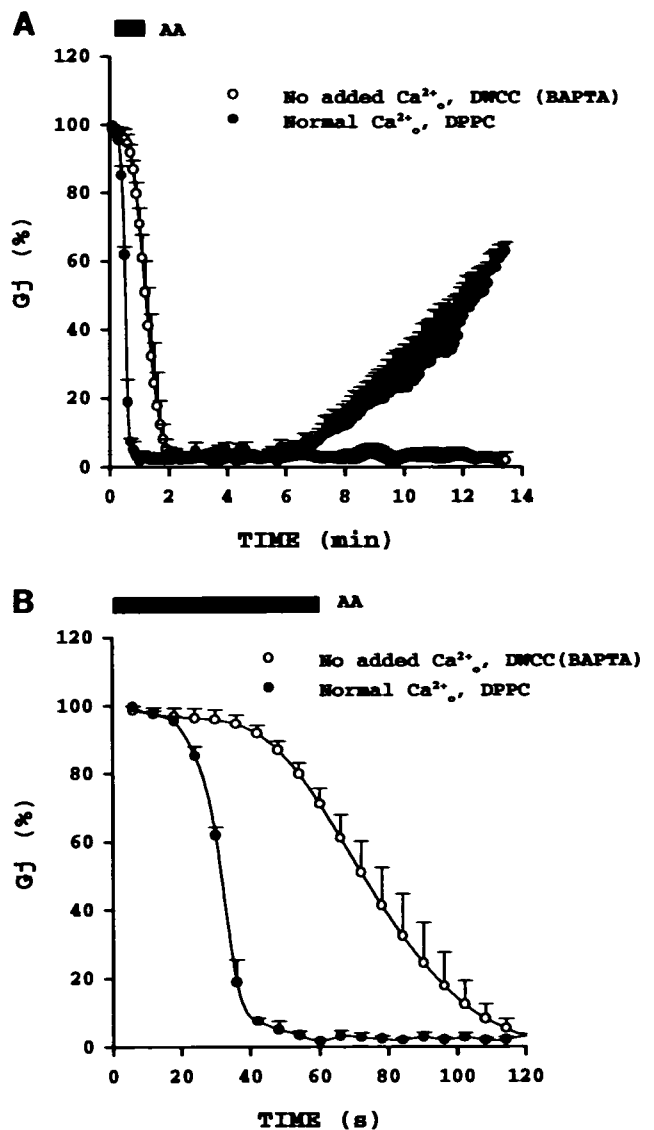 A
AA
120
No added Ca²⁺ₒ, DWCC (BAPTA)
Normal Ca²⁺ₒ, DPPC
100
80
60
40
20
0
Gj (%)
0 2 4 6 8 10 12 14
TIME (min)
B
AA
120
No added Ca²⁺ₒ, DWCC(BAPTA)
Normal Ca²⁺ₒ, DPPC
100
80
60
40
20
0
Gj (%)
0 20 40 60 80 100 120
TIME (s)